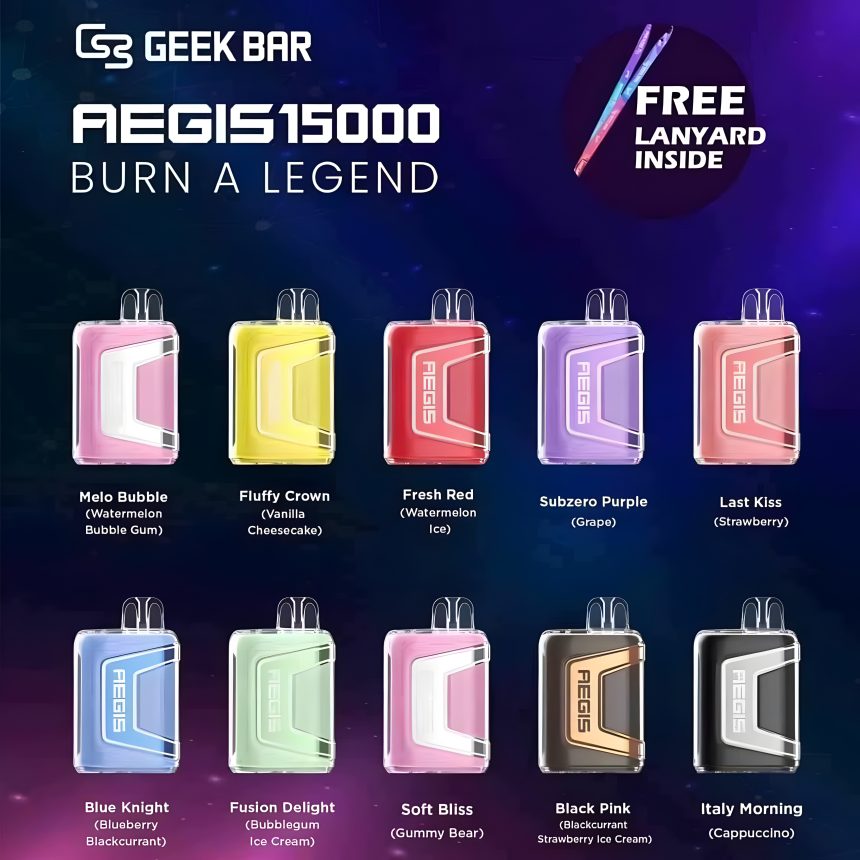 GEEK BAR
AEGIS15000
BURN A LEGEND
FREE
LANYARD
INSIDE
AEGIS
AEGIS
AEGIS
Melo Bubble
(Watermelon
Bubble Gum)
Fluffy Crown
(Vanilla
Cheesecake)
Fresh Red
(Watermelon
Ice)
Subzero Purple
(Grape)
Last Kiss
(Strawberry)
AEGIS
AEGIS
AEGIS
AEGIS
Blue Knight
(Blueberry
Blackcurrant)
Fusion Delight
(Bubblegum
Ice Cream)
Soft Bliss
(Gummy Bear)
Black Pink
(Blackcurrant
Strawberry Ice Cream)
Italy Morning
(Cappuccino)